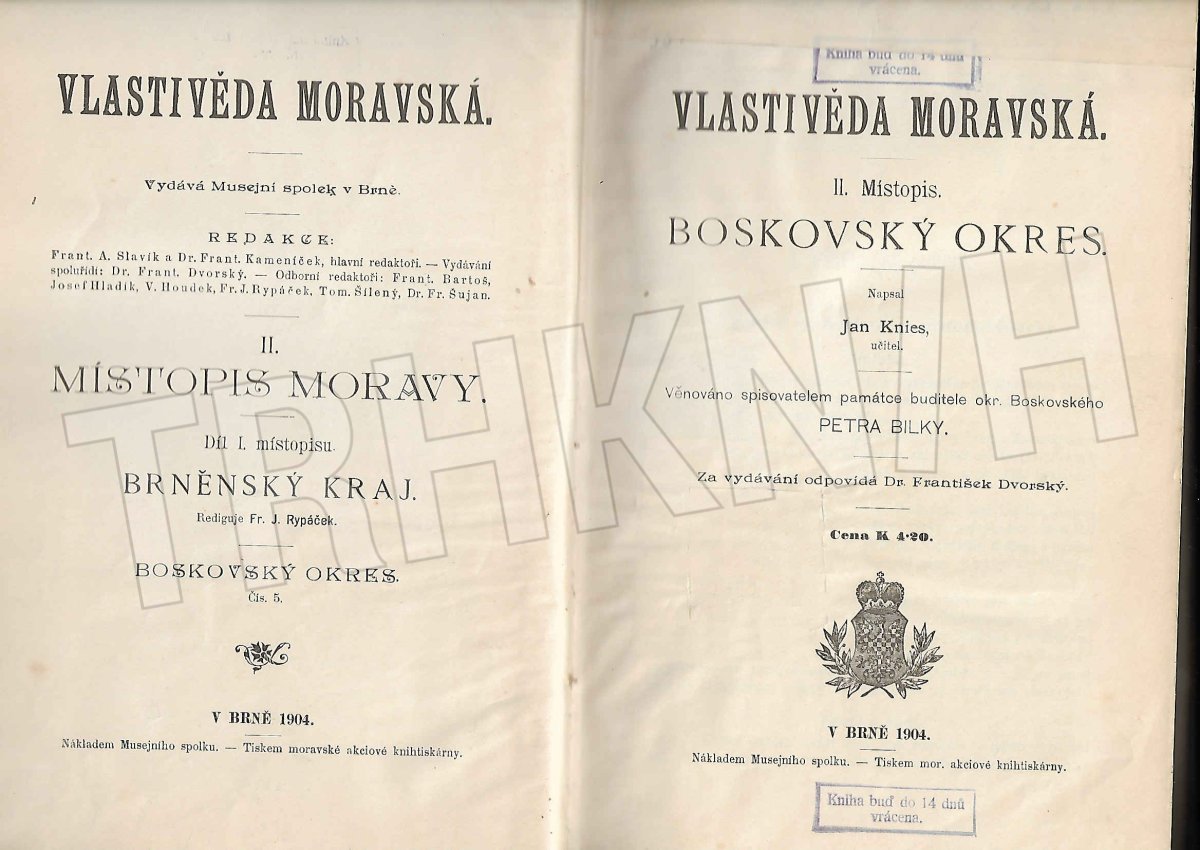 VLASTIVĚDA MORAVSKÁ.
Vydává Musejní spolek v Brně.
REDAKCE:
Frant. A. Slavík a Dr. Frant. Kameníček, hlavní redaktoři. — Vydávání
spoluřídí: Dr. Frant. Dvorský. — Odborní redaktoři: Frant. Bartoš,
Josef Hladík, V. Houdek, Fr. J. Rypáček, Tom. Šílený, Dr. Fr. Šujan.
II.
MÍSTOPIS MORAVY.
Díl I. místopisu.
BRNĚNSKÝ KRAJ.
Rediguje Fr. J. Rypáček.
BOSKOVSKÝ OKRES.
Čís. 5.
V BRNĚ 1904.
Nákladem Musejního spolku. — Tiskem moravské akciové knihtiskárny.
Kniha buď do 14 dnů
vrácena.
VLASTIVĚDA MORAVSKÁ.
II. Místopis.
BOSKOVSKÝ OKRES.
Napsal
Jan Knies,
učitel.
Věnováno spisovatelem památce buditele okr. Boskovského
PETRA BILKY.
Za vydávání odpovídá Dr. František Dvorský.
Cena K 4·20.
V BRNĚ 1904.
Nákladem Musejního spolku. — Tiskem mor. akciové knihtiskárny.
Kniha buď do 14 dnů
vrácena.
TRHKNIH